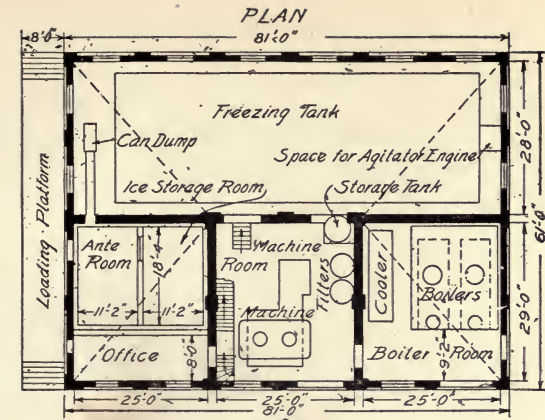 PLAN
8'-0"
81'-0"
Freezing Tank
Can Dump
Space for Agitator Engine
Ice Storage Room
Storage Tank
28'-0"
61'-0"
Loading Platform
Ante
Room
18'-4"
Machine
Room
Filters
Cooler
Boilers
11'-2"
11'-2"
Machine
29'-0"
Office
8'-0"
Boiler Room
9'-2"
25'-0"
25'-0"
25'-0"
81'-0"